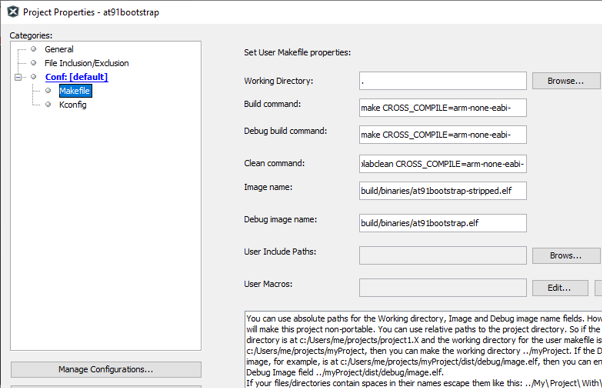 Project Properties - at91bootstrap
Categories:
General
File Inclusion/Exclusion
Conf: [default]
Makefile
Kconfig
Manage Configurations...
Set User Makefile properties:
Working Directory: . Browse...
Build command: make CROSS_COMPILE=arm-none-eabi-
Debug build command: make CROSS_COMPILE=arm-none-eabi-
Clean command: labclean CROSS_COMPILE=arm-none-eabi-
Image name: build/binaries/at91bootstrap-stripped.elf
Debug image name: build/binaries/at91bootstrap.elf
User Include Paths: Brows...
User Macros: Edit...
You can use absolute paths for the Working directory, Image and Debug image name fields. How
will make this project non-portable. You can use relative paths to the project directory. So if the
directory is at c:/Users/me/projects/project1.X and the working directory for the user makefile is
c:/Users/me/projects/myProject, then you can make the working directory ../myProject. If the D
image, for example, is at c:/Users/me/myProject/dist/debug/image.elf, then you can en
Debug Image field ../myProject/dist/debug/image.elf.
If your files/directories contain spaces in their names escape them like this: ../My\ Project\ With\